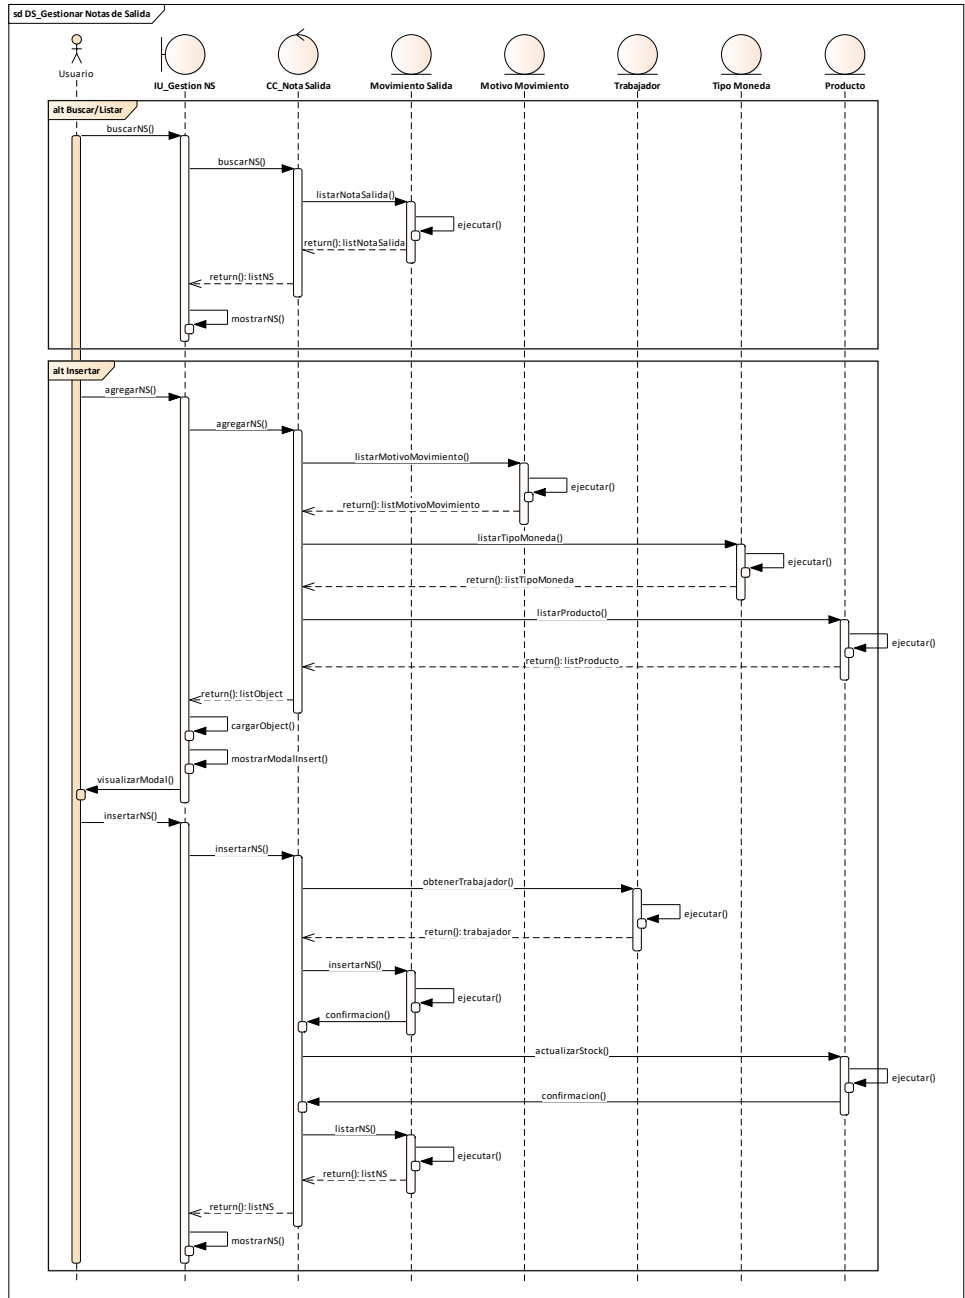 sd DS_Gestionar Notas de Salida
Usuario
IU_Gestion NS
CC_Nota Salida
Movimiento Salida
Motivo Movimiento
Trabajador
Tipo Moneda
Producto
alt Buscar/Listar
buscarNS()
buscarNS()
listarNotaSalida()
ejecutar()
return(): listNotaSalida
return(): listNS
mostrarNS()
alt Insertar
agregarNS()
agregarNS()
listarMotivoMovimiento()
ejecutar()
return(): listMotivoMovimiento
listarTipoMoneda()
ejecutar()
return(): listTipoMoneda
listarProducto()
ejecutar()
return(): listProducto
return(): listObject
cargarObject()
mostrarModalInsert()
visualizarModal()
insertarNS()
insertarNS()
obtenerTrabajador()
ejecutar()
return(): trabajador
insertarNS()
ejecutar()
confirmacion()
actualizarStock()
ejecutar()
confirmacion()
listarNS()
ejecutar()
return(): listNS
return(): listNS
mostrarNS()